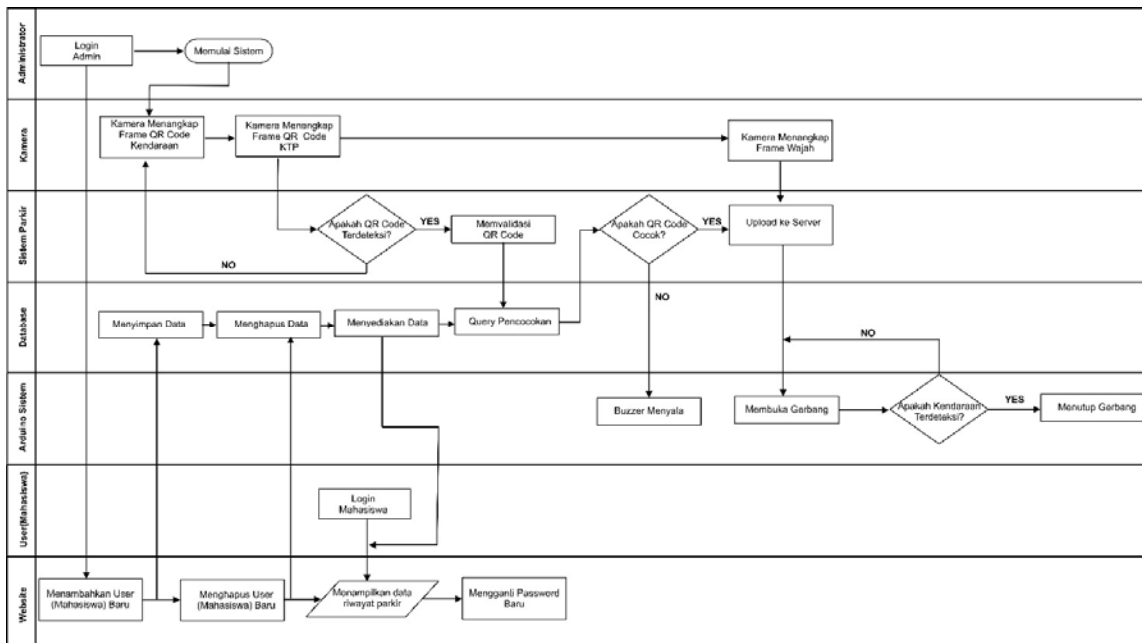 Administrator
Login
Admin
Memulai Sistem
Kamera
Kamera Menangkap
Frame QR Code
Kendaraan
Kamera Menangkap
Frame QR Code
KTP
Kamera Menangkap
Frame Wajah
Sistem Parkir
Apakah QR Code
Terdeteksi?
YES
NO
Memvalidasi
QR Code
Apakah QR Code
Cocok?
YES
NO
Upload ke Server
Database
Menyimpan Data
Menghapus Data
Menyediakan Data
Query Pencocokan
NO
Arduino Sistem
Buzzer Menyala
Membuka Gerbang
Apakah Kendaraan
Terdeteksi?
YES
Menutup Gerbang
User(Mahasiswa)
Login
Mahasiswa
Website
Menambahkan User
(Mahasiswa) Baru
Menghapus User
(Mahasiswa) Baru
Menampilkan data
riwayat parkir
Mengganti Password
Baru